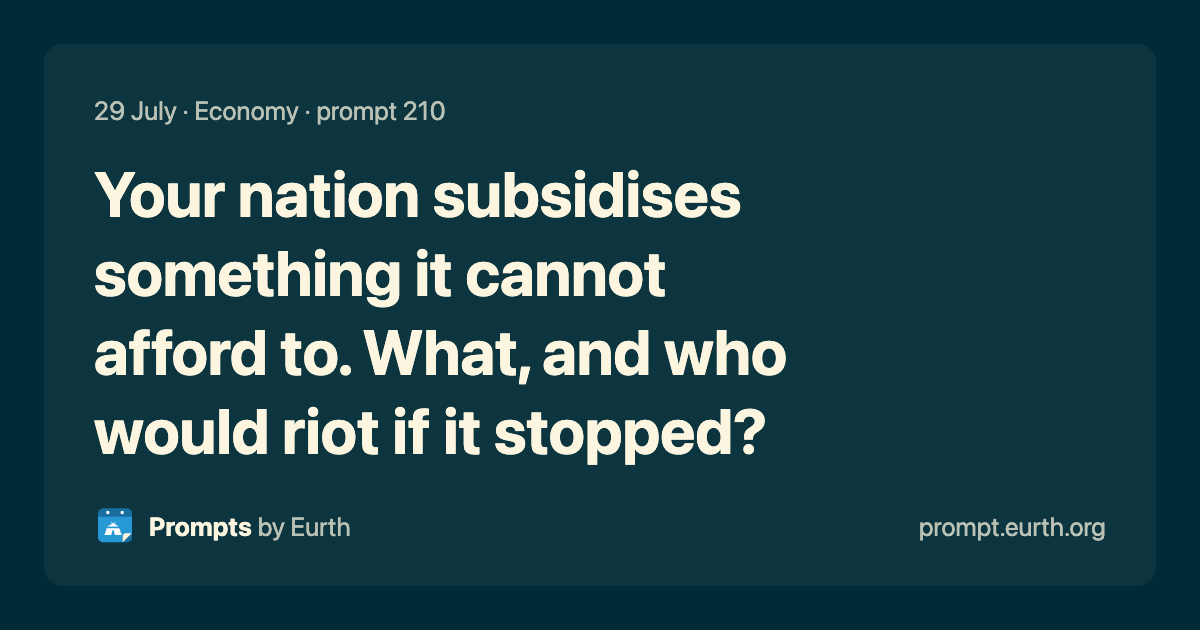 29 July · Economy · prompt 210
Your nation subsidises
something it cannot
afford to. What, and who
would riot if it stopped?
Prompts by Eurth
prompt.eurth.org